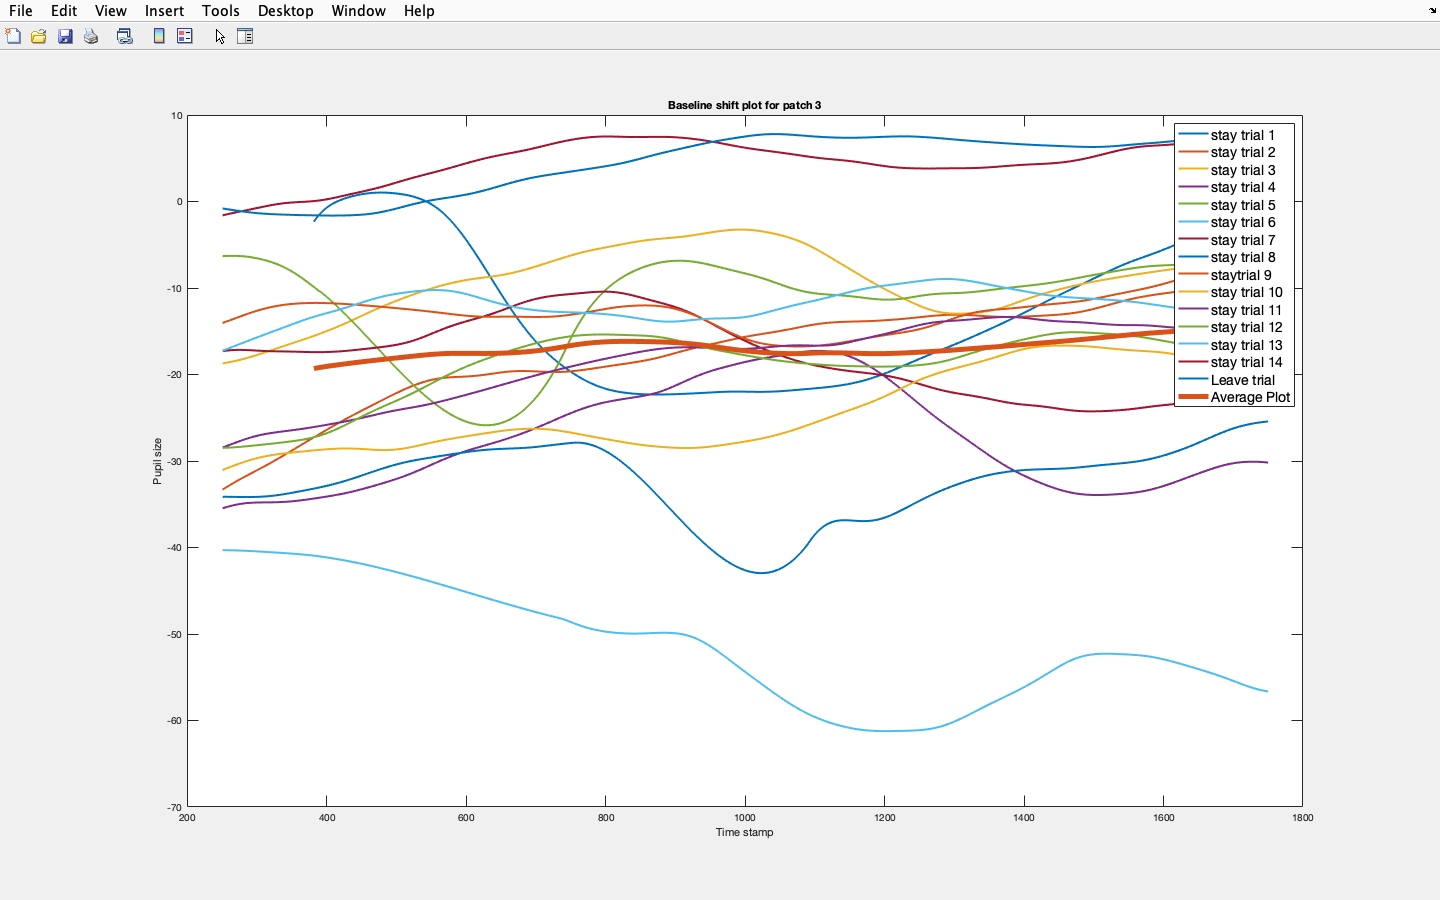 File Edit View Insert Tools Desktop Window Help
Baseline shift plot for patch 3
10
0
-10
-20
-30
-40
-50
-60
-70
Pupil size
200 400 600 800 1000 1200 1400 1600 1800
Time stamp
stay trial 1
stay trial 2
stay trial 3
stay trial 4
stay trial 5
stay trial 6
stay trial 7
stay trial 8
staytrial 9
stay trial 10
stay trial 11
stay trial 12
stay trial 13
stay trial 14
Leave trial
Average Plot